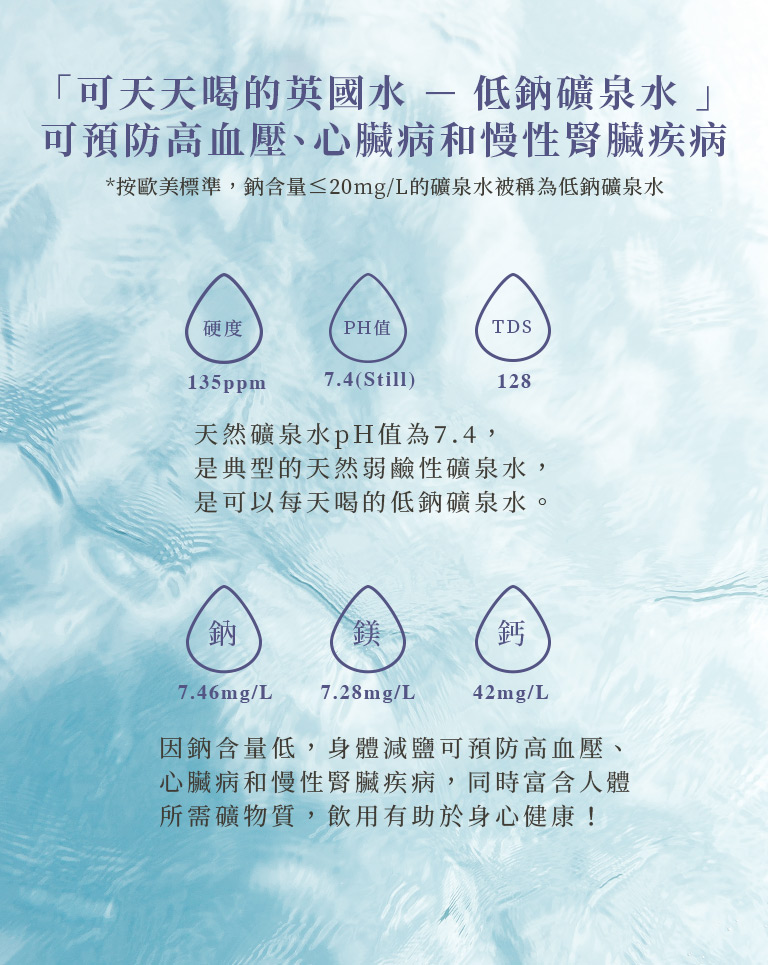 「可天天喝的英國水 — 低鈉礦泉水 」
可預防高血壓、心臟病和慢性腎臟疾病
*按歐美標準，鈉含量≤20mg/L的礦泉水被稱為低鈉礦泉水
硬度
PH值
TDS
135ppm
7.4(Still)
128
天然礦泉水pH值為7.4，
是典型的天然弱鹼性礦泉水，
是可以每天喝的低鈉礦泉水。
鈉
鎂
鈣
7.46mg/L
7.28mg/L
42mg/L
因鈉含量低，身體減鹽可預防高血壓、
心臟病和慢性腎臟疾病，同時富含人體
所需礦物質，飲用有助於身心健康！